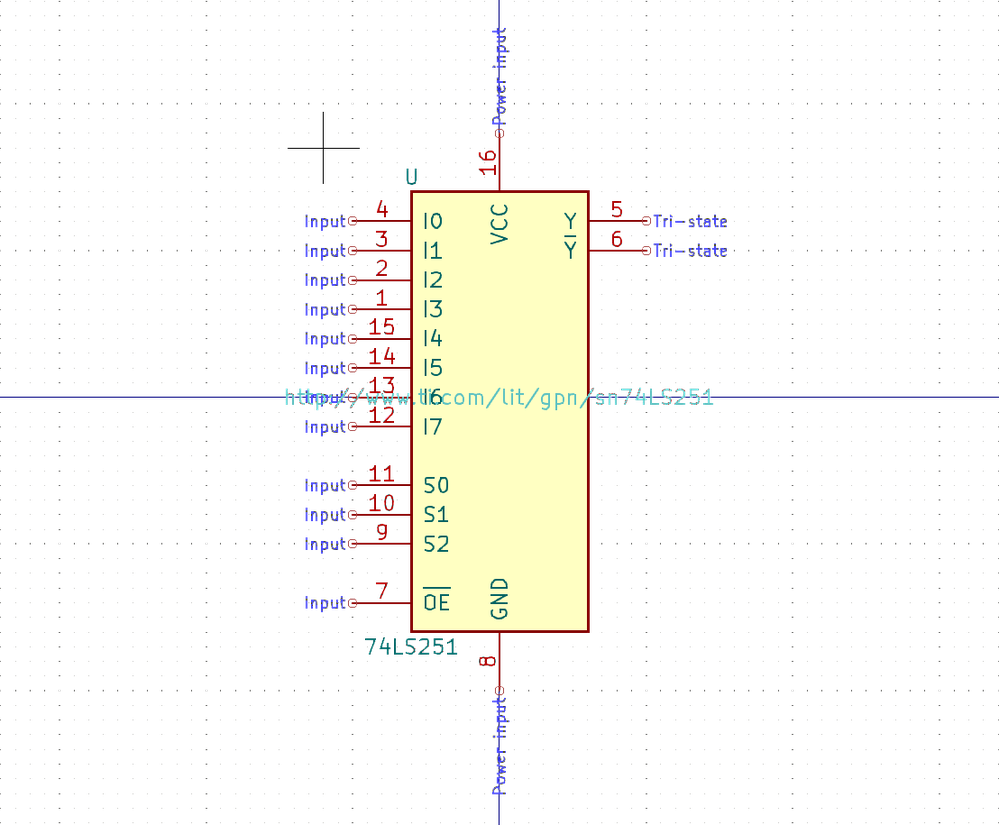 Power input
16
U
VCC
Input 4 I0 Y 5 Tri-state
Input 3 I1 Y 6 Tri-state
Input 2 I2
Input 1 I3
Input 15 I4
Input 14 I5
Input 13 I6
http://www.ti.com/lit/gpn/sn74LS251
Input 12 I7
Input 11 S0
Input 10 S1
Input 9 S2
Input 7 OE
GND
74LS251
8
Power input